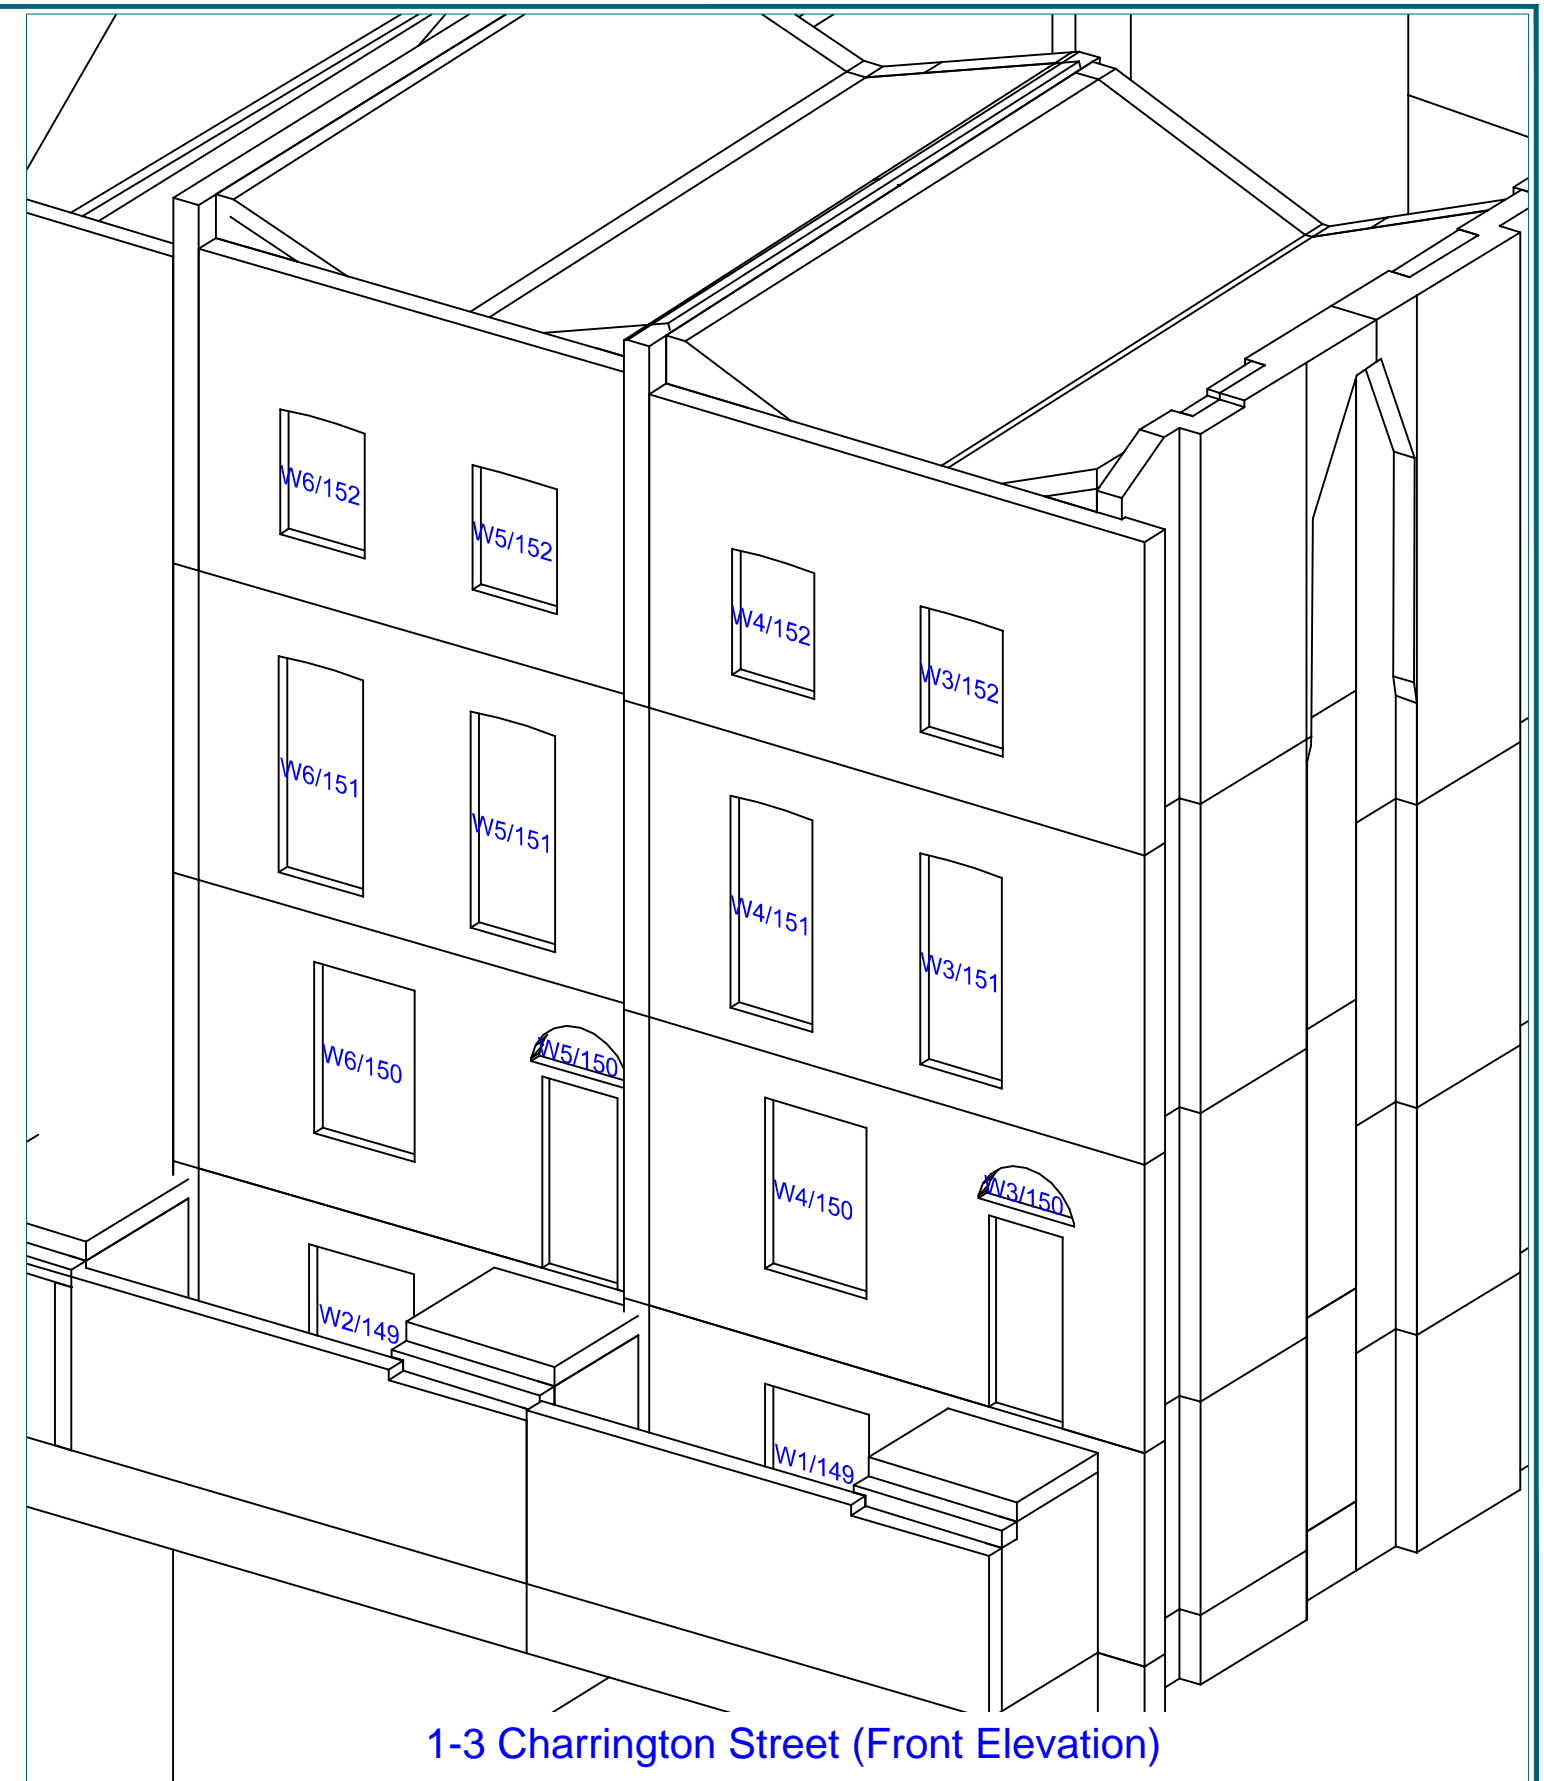 W6/152
W5/152
W4/152
W3/152
W6/151
W5/151
W4/151
W3/151
W6/150
W5/150
W4/150
W3/150
W2/149
W1/149
1-3 Charrington Street (Front Elevation)